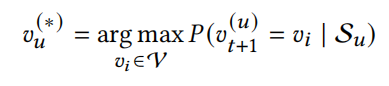 v_u^{(*)} = arg max_{v_i ∈ 𝒱} P(v_{t+1}^{(u)} = v_i | 𝒮_u)